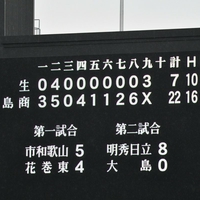 一二三四五六七八九十計H
生 040000003 7 10
島商 35041126X 22 16
第一試合 第二試合
市和歌山 5 明秀日立 8
花巻東 4 大島 0